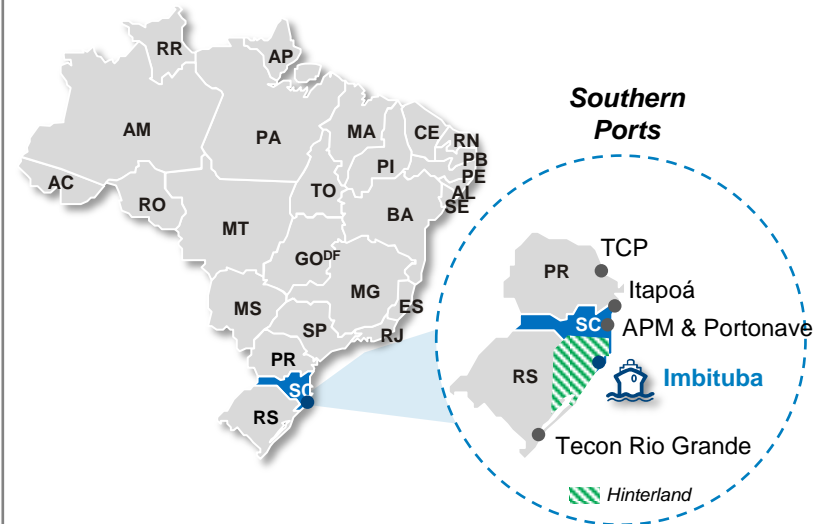 RR
AP
AM
PA
MA
CE
RN
PB
PI
PE
AC
TO
AL
RO
SE
BA
MT
GO DF
MG
MS
ES
SP
RJ
PR
SC
RS
Southern
Ports
TCP
PR
Itapoá
SC
APM & Portonave
RS
Imbituba
Tecon Rio Grande
Hinterland